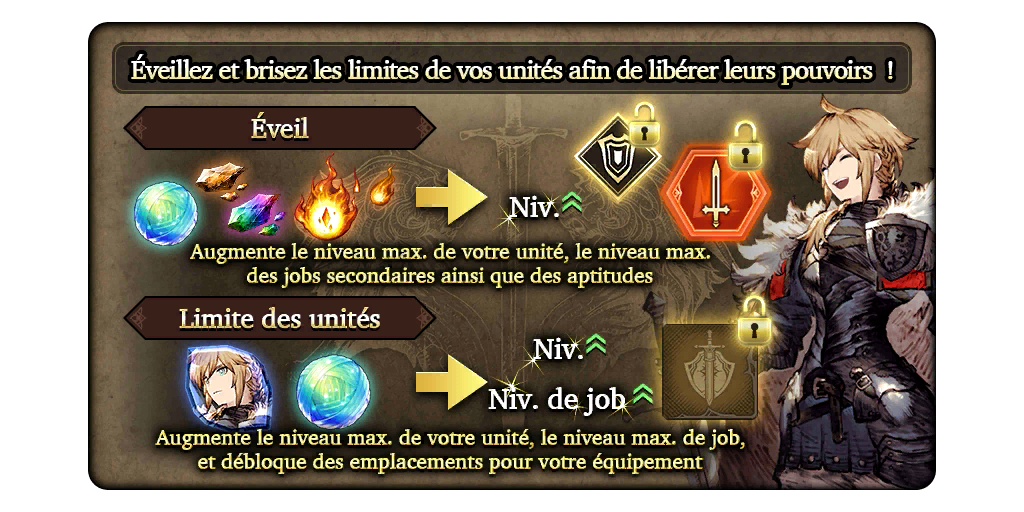 Éveillez et brisez les limites de vos unités afin de libérer leurs pouvoirs !
Éveil
Niv.
Augmente le niveau max. de votre unité, le niveau max.
des jobs secondaires ainsi que des aptitudes
Limite des unités
Niv.
Niv. de job
Augmente le niveau max. de votre unité, le niveau max. de job,
et débloque des emplacements pour votre équipement